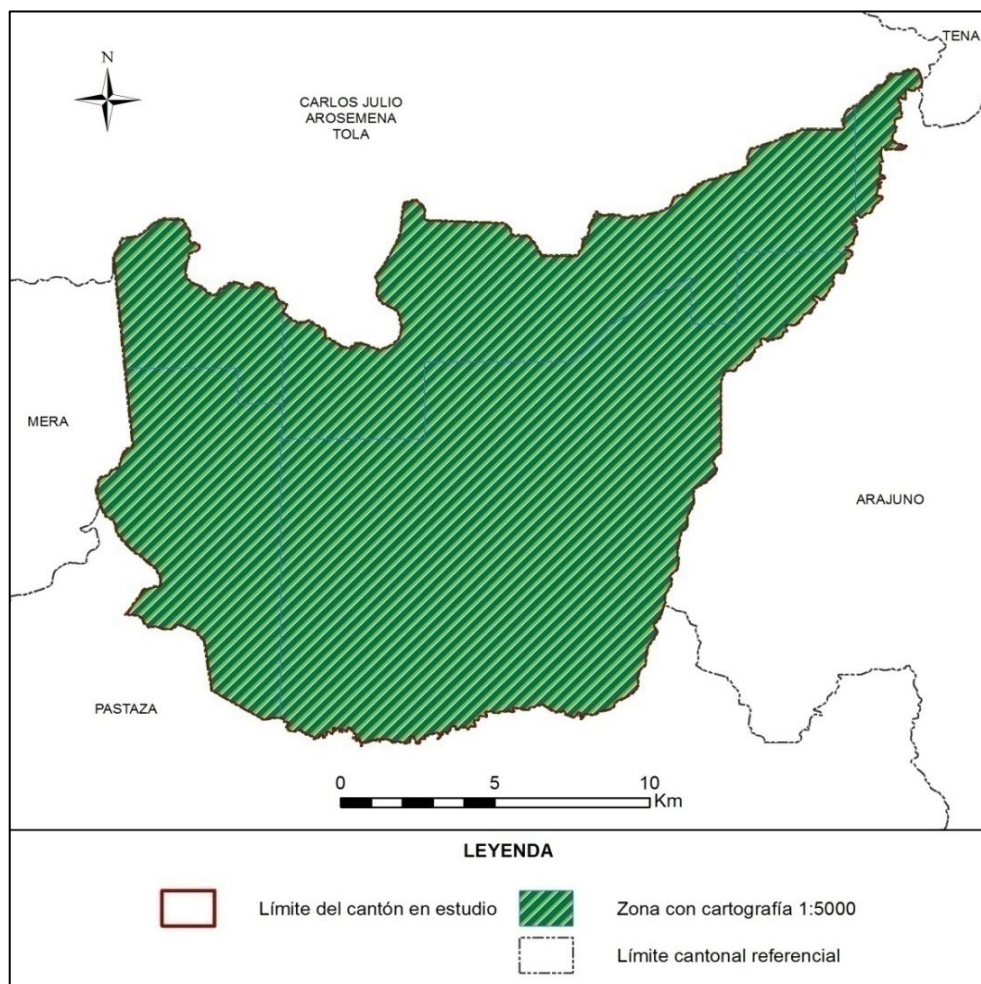 TENA
N
CARLOS JULIO
AROSEMENA
TOLA
MERA
ARAJUNO
PASTAZA
0 5 10
Km
LEYENDA
Límite del cantón en estudio
Zona con cartografía 1:5000
Límite cantonal referencial